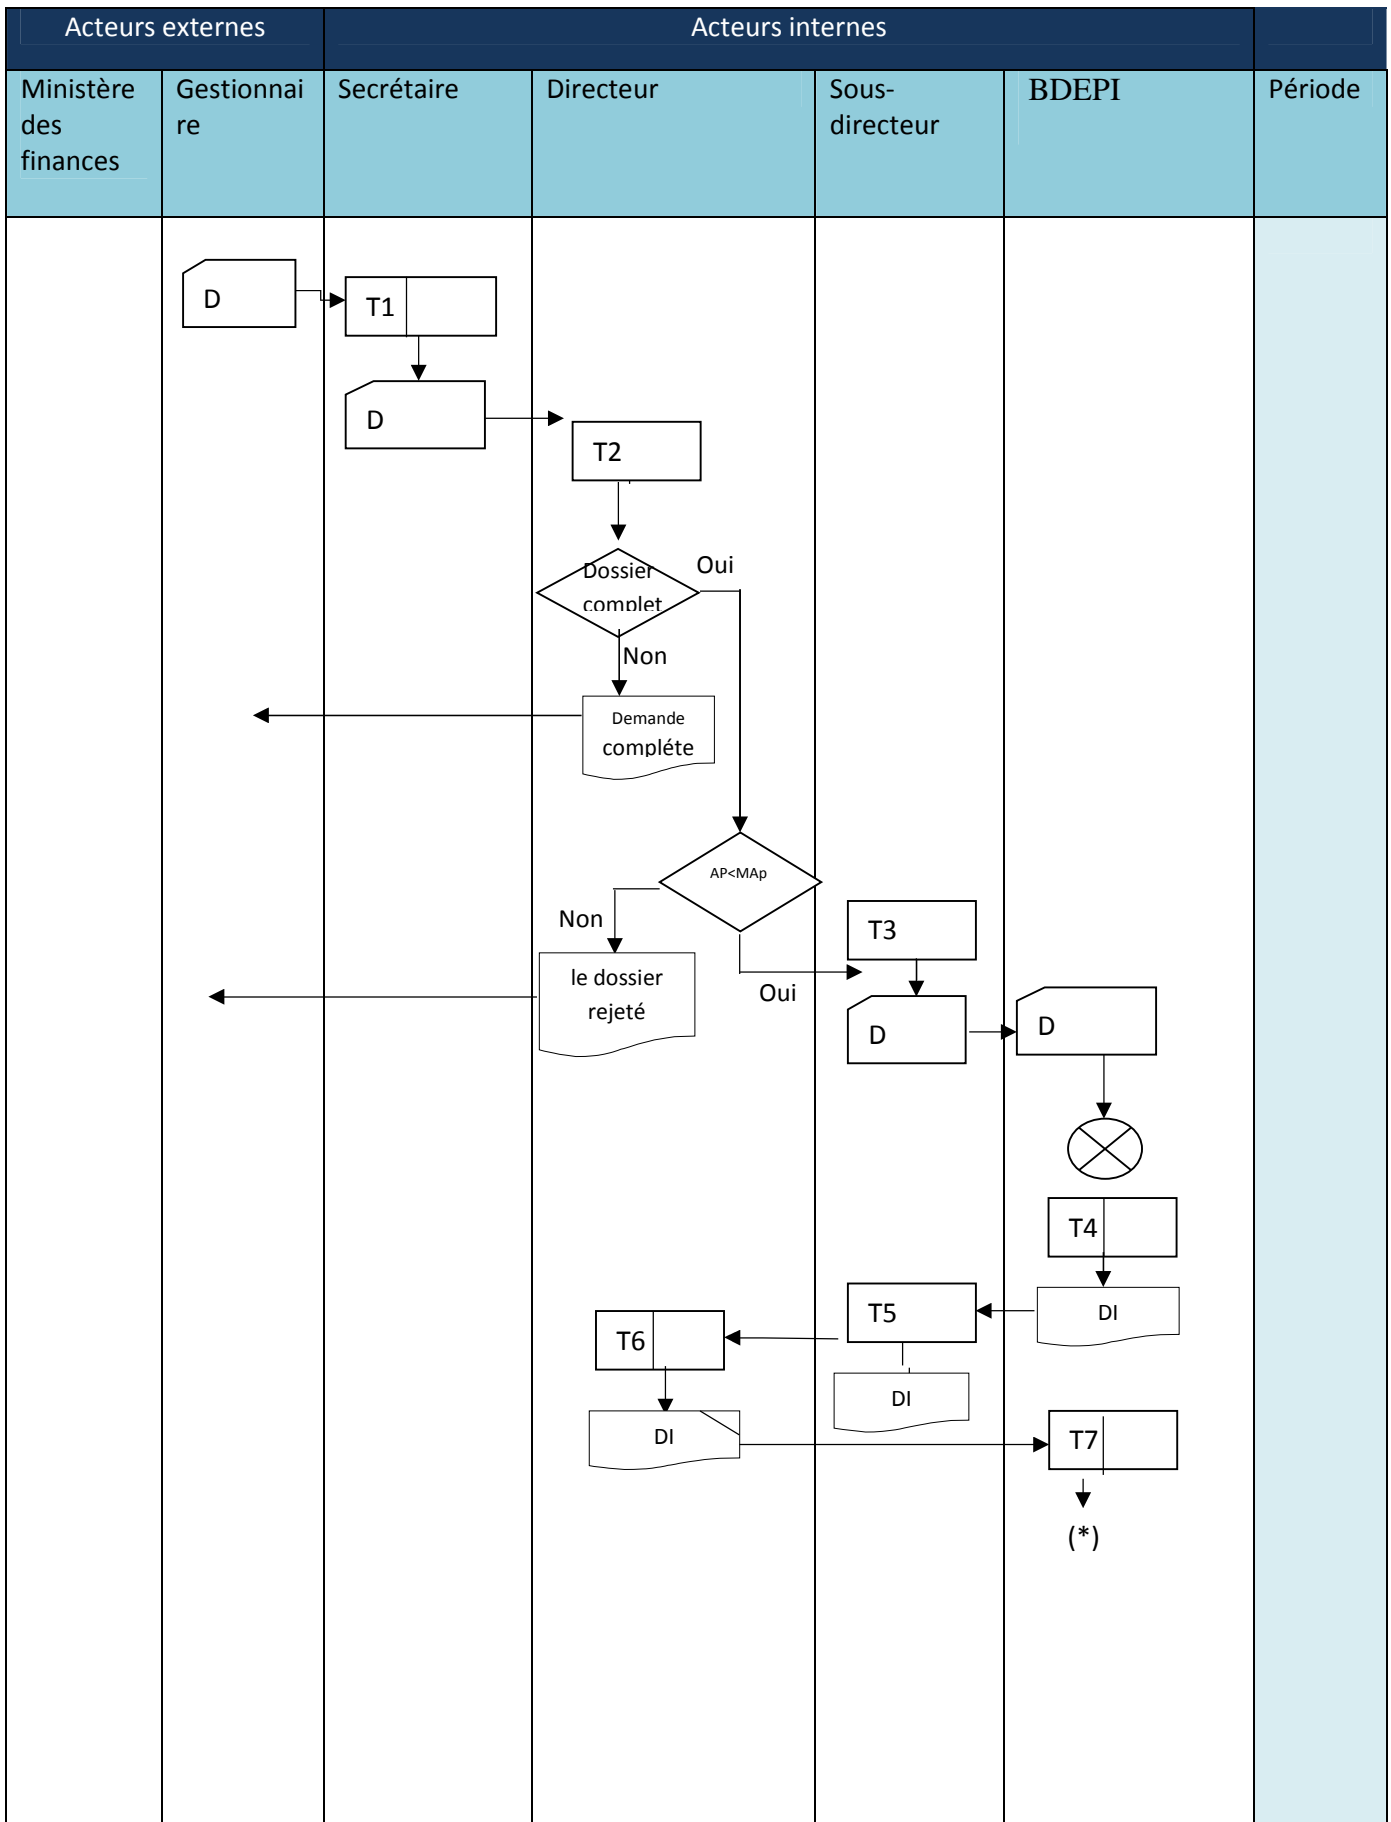 Acteurs externes
Acteurs internes
Ministère
des
finances
Gestionnai
re
Secrétaire
Directeur
Sous-
directeur
BDEPI
Période
D
T1
D
T2
Dossier
complet
Oui
Non
Demande
compléte
AP<MAp
Non
Oui
le dossier
rejeté
T3
D
D
T4
DI
T5
T6
DI
DI
T7
(*)